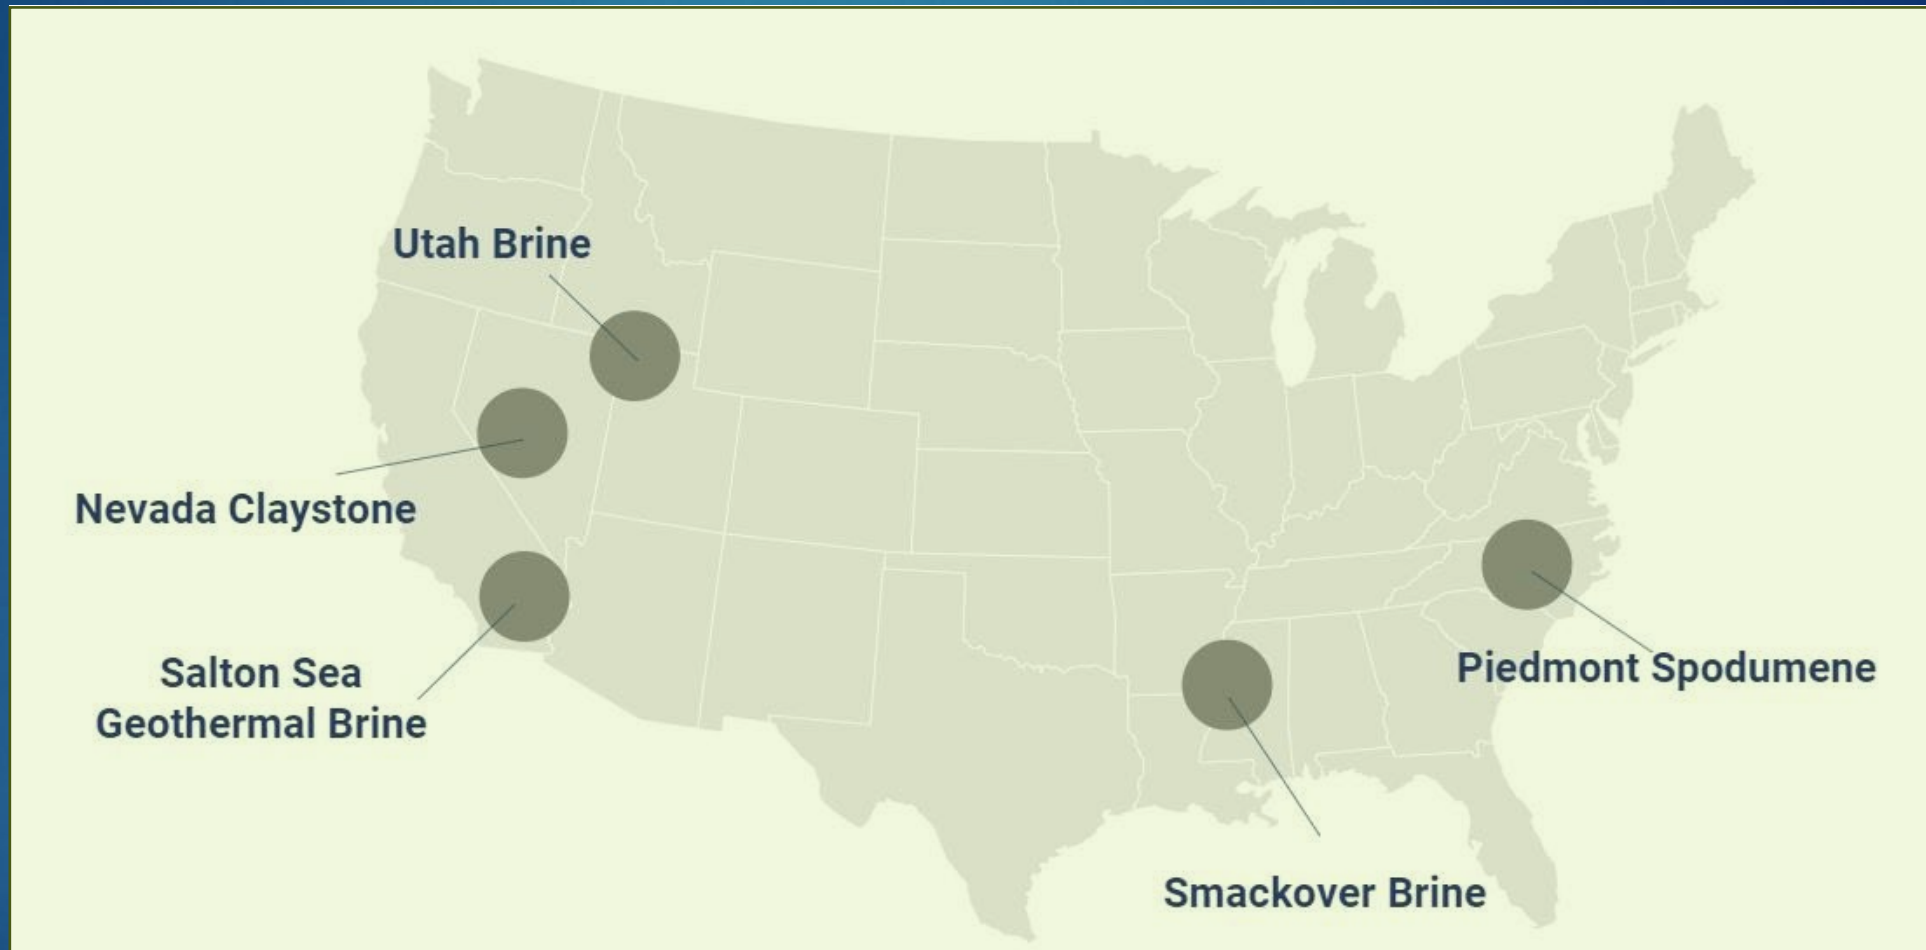 Utah Brine
Nevada Claystone
Salton Sea
Geothermal Brine
Piedmont Spodumene
Smackover Brine